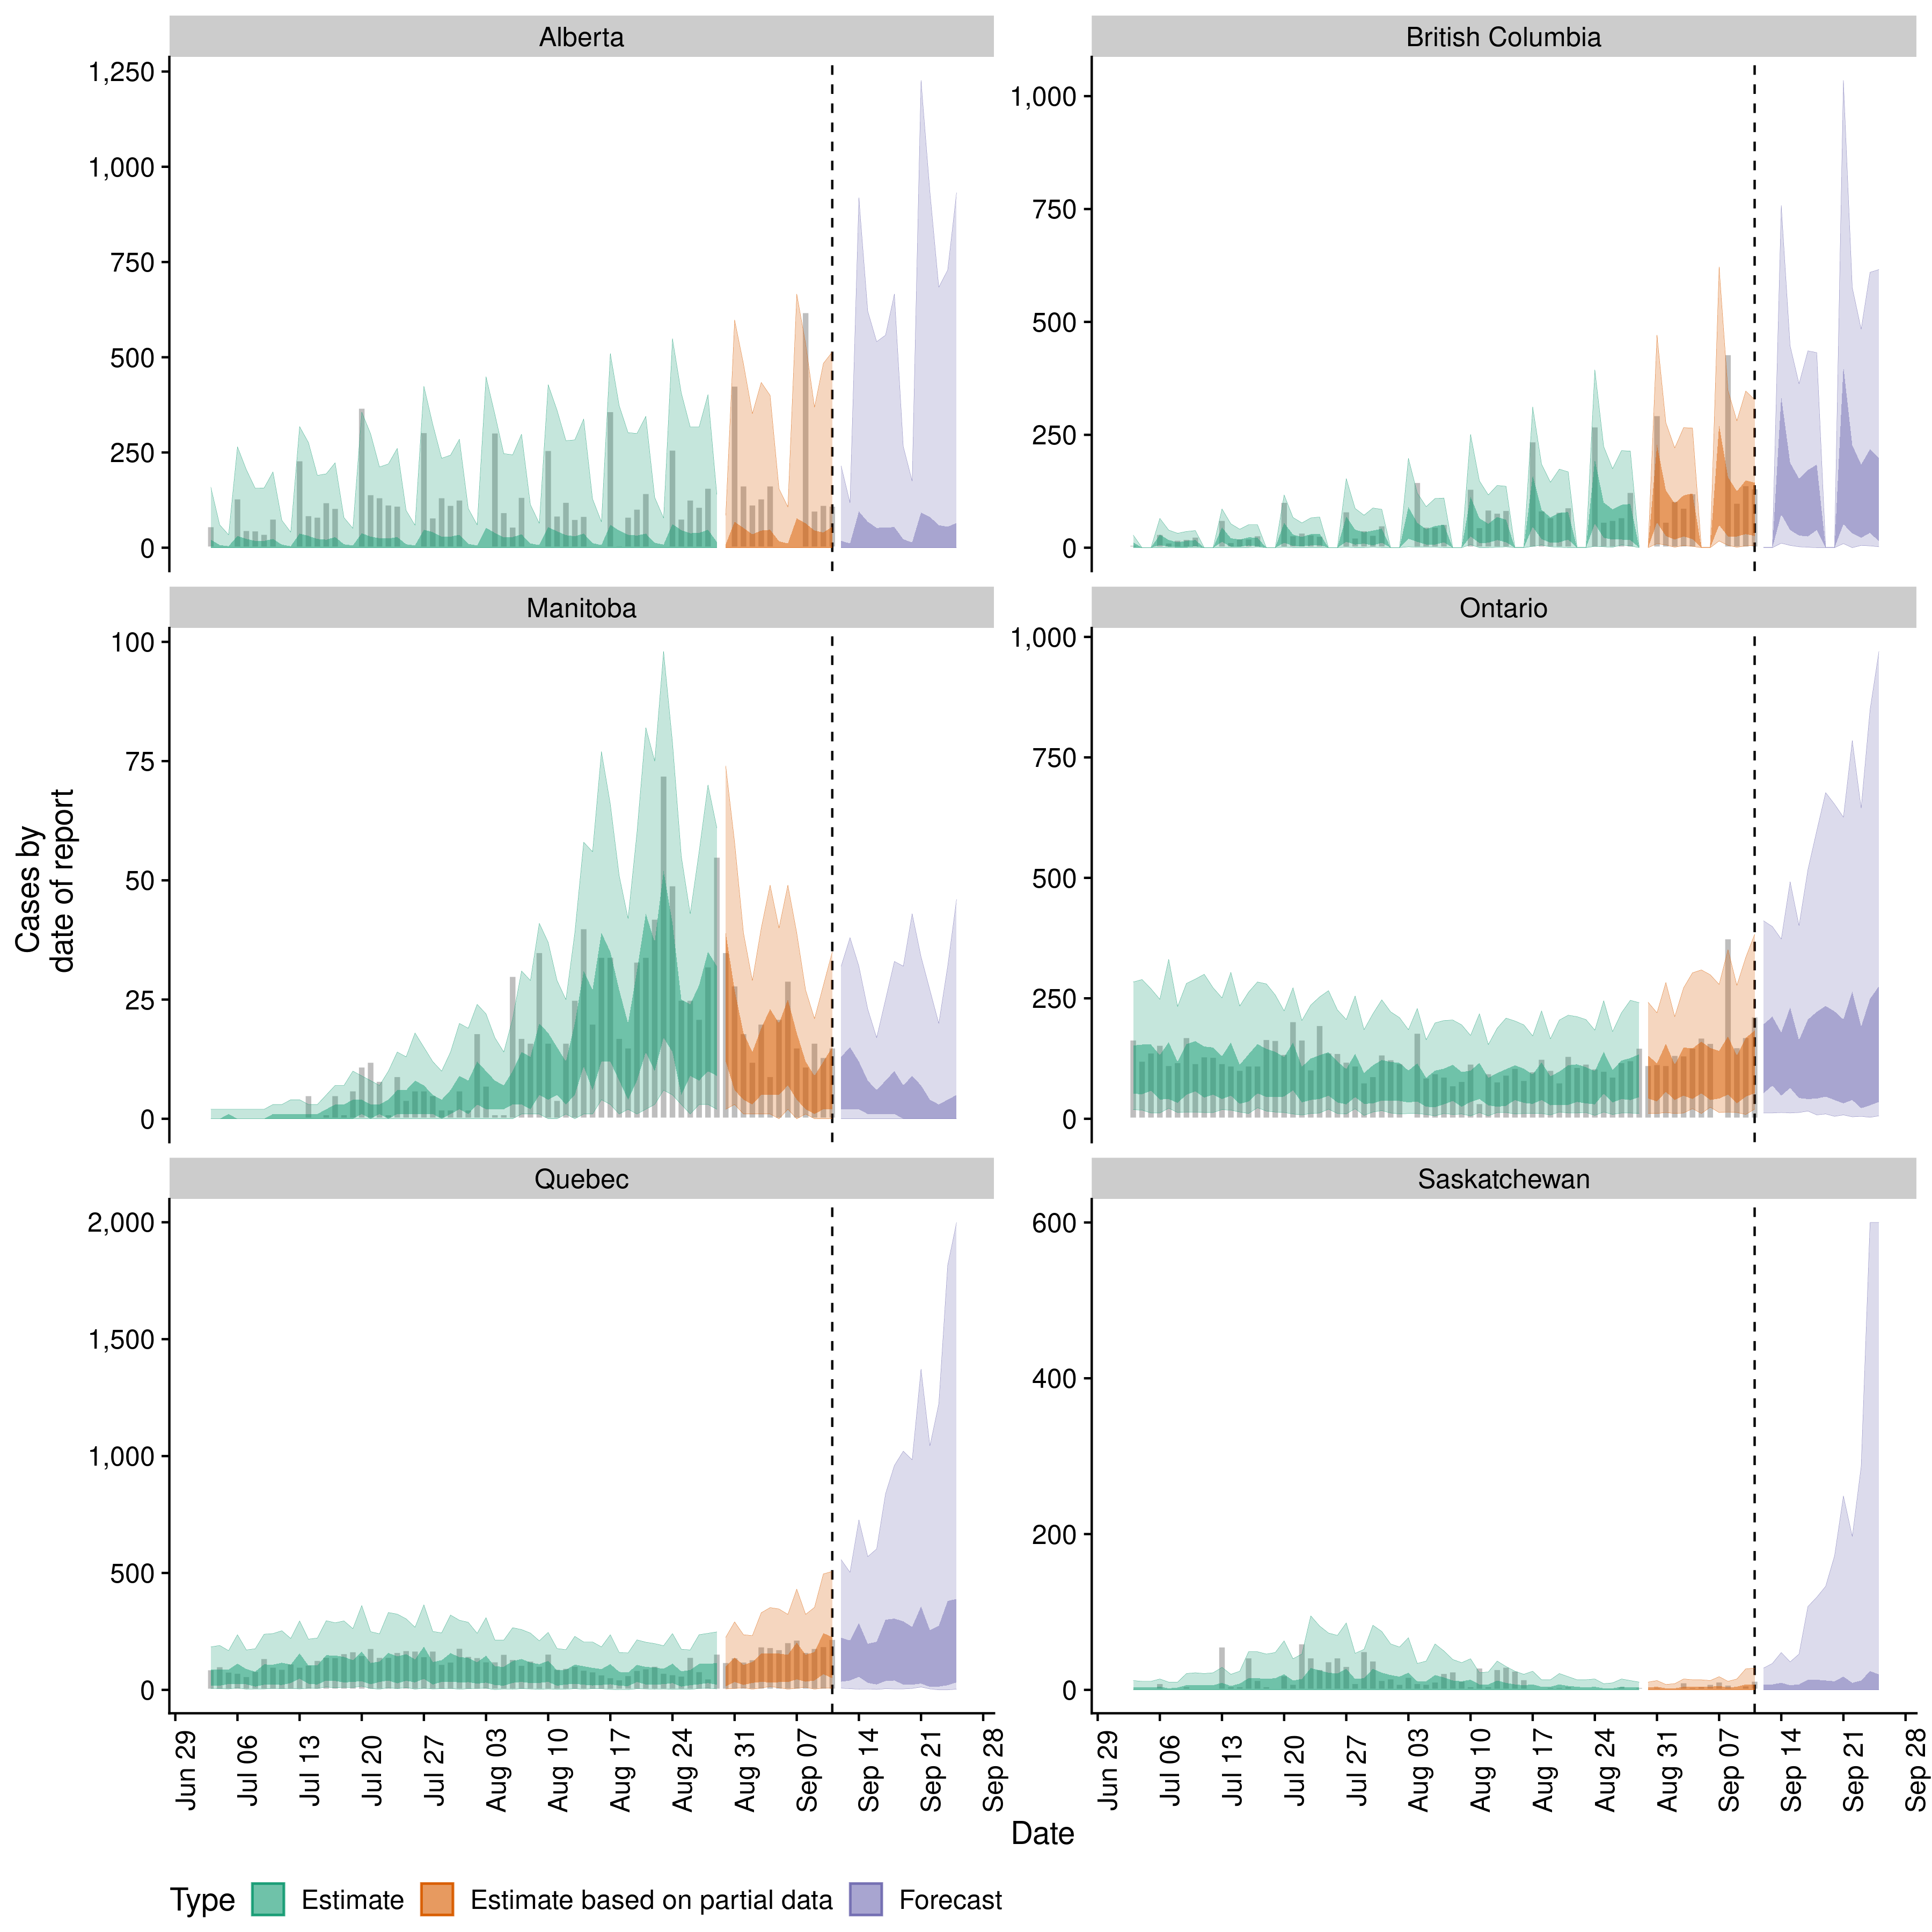 Alberta
British Columbia
1,250
1,000
750
500
250
0
1,000
750
500
250
0
Manitoba
Ontario
100
75
50
25
0
1,000
750
500
250
0
Cases by
date of report
Quebec
Saskatchewan
2,000
1,500
1,000
500
0
600
400
200
0
Jun 29
Jul 06
Jul 13
Jul 20
Jul 27
Aug 03
Aug 10
Aug 17
Aug 24
Aug 31
Sep 07
Sep 14
Sep 21
Sep 28
Jun 29
Jul 06
Jul 13
Jul 20
Jul 27
Aug 03
Aug 10
Aug 17
Aug 24
Aug 31
Sep 07
Sep 14
Sep 21
Sep 28
Date
Type Estimate Estimate based on partial data Forecast